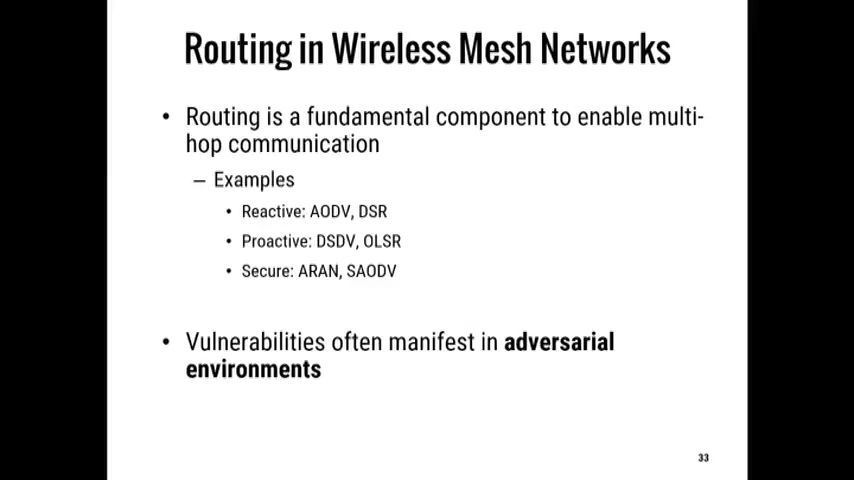 Routing in Wireless Mesh Networks
• Routing is a fundamental component to enable multi-
hop communication
– Examples
• Reactive: AODV, DSR
• Proactive: DSDV, OLSR
• Secure: ARAN, SAODV
• Vulnerabilities often manifest in adversarial
environments
33